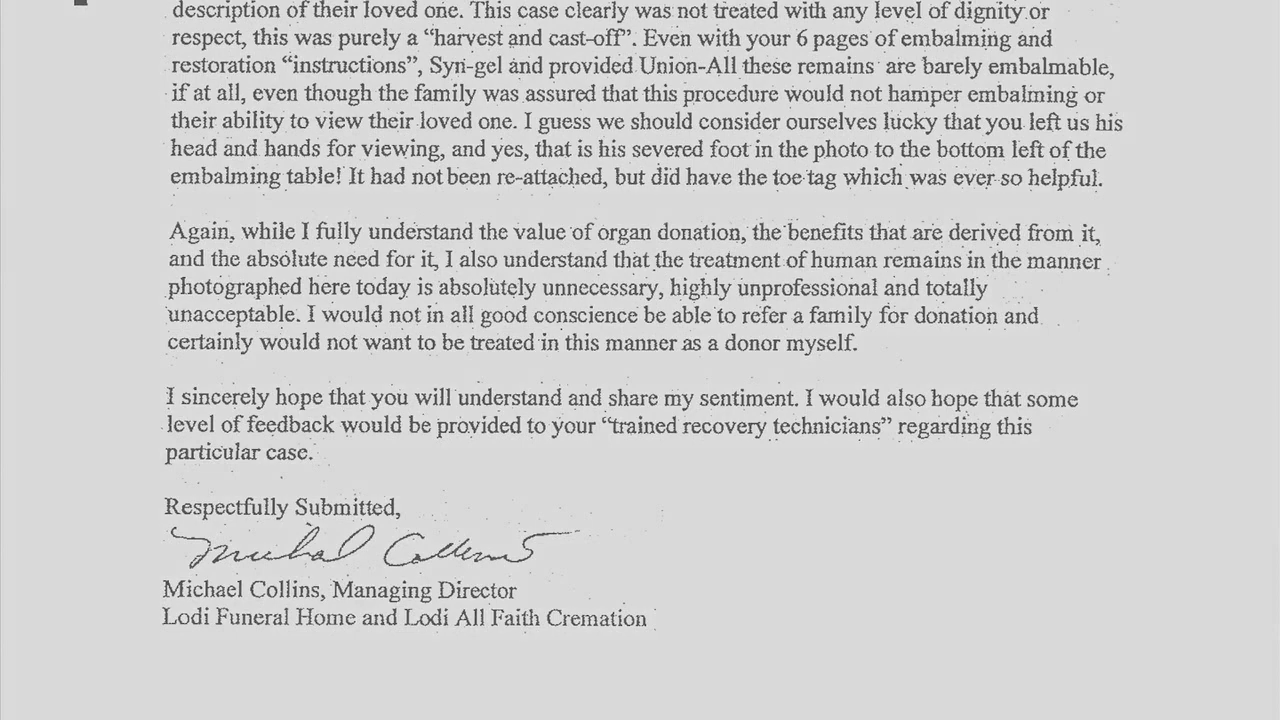 description of their loved one. This case clearly was not treated with any level of dignity or
respect, this was purely a “harvest and cast-off”. Even with your 6 pages of embalming and
restoration “instructions”, Syn-gel and provided Union-All these remains are barely embalmable,
if at all, even though the family was assured that this procedure would not hamper embalming or
their ability to view their loved one. I guess we should consider ourselves lucky that you left us his
head and hands for viewing, and yes, that is his severed foot in the photo to the bottom left of the
embalming table! It had not been re-attached, but did have the toe tag which was ever so helpful.
Again, while I fully understand the value of organ donation, the benefits that are derived from it,
and the absolute need for it, I also understand that the treatment of human remains in the manner
photographed here today is absolutely unnecessary, highly unprofessional and totally
unacceptable. I would not in all good conscience be able to refer a family for donation and
certainly would not want to be treated in this manner as a donor myself.
I sincerely hope that you will understand and share my sentiment. I would also hope that some
level of feedback would be provided to your “trained recovery technicians” regarding this
particular case.
Respectfully Submitted,
Michael Collins
Michael Collins, Managing Director
Lodi Funeral Home and Lodi All Faith Cremation